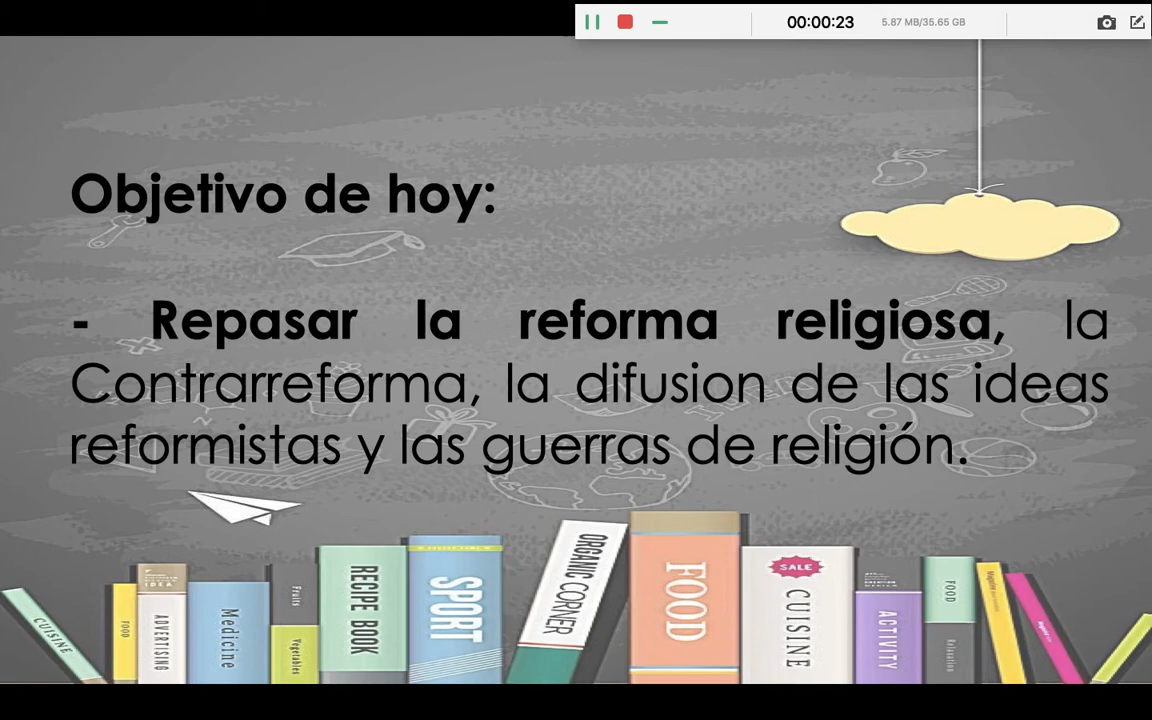 00:00:23
5.87 MB/35.65 GB
Objetivo de hoy:
- Repasar la reforma religiosa, la
Contrarreforma, la difusion de las ideas
reformistas y las guerras de religión.
CUISINE
FOOD
IDEA
ADVERTISING
Medicine
Fruits
Vegetables
RECIPE BOOK
SPORT
ORGANIC CORNER
FOOD
SALE
CUISINE
ACTIVITY
FOOD
Relaxation
Magazine